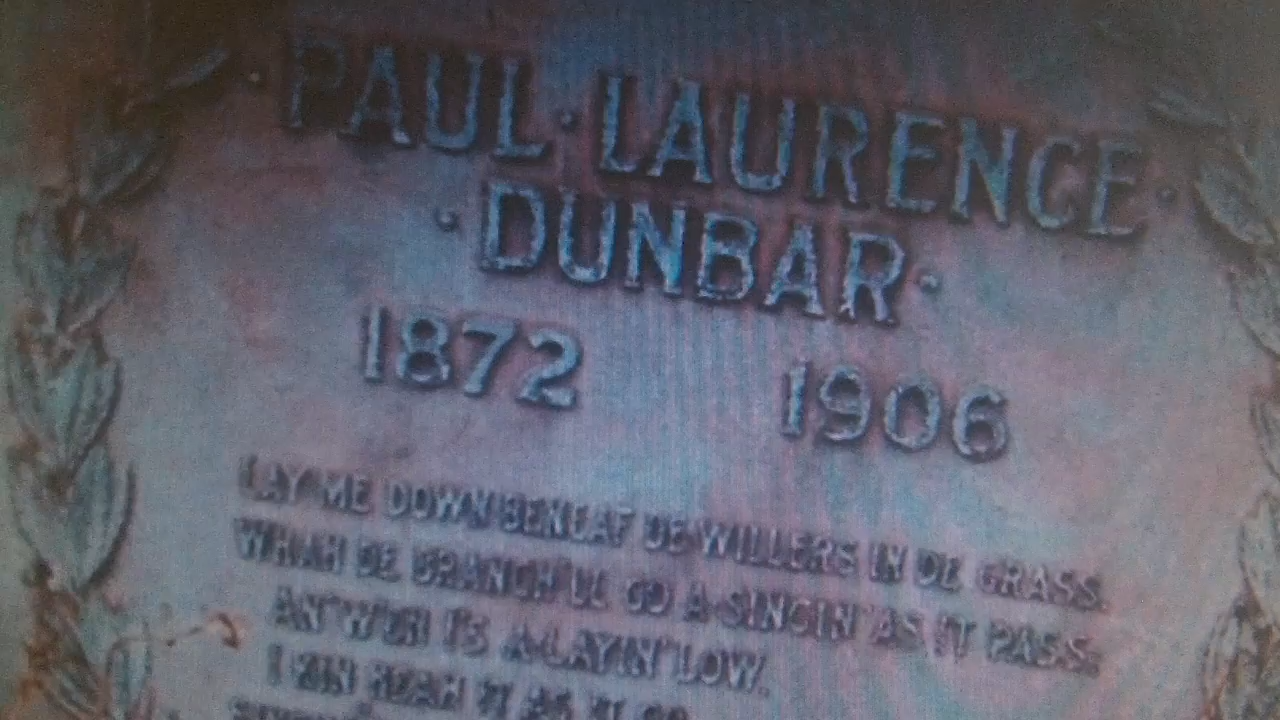 ·PAUL·LAURENCE·
·DUNBAR·
1872 1906
LAY ME DOWN BENEAF DE WILLERS IN DE GRASS.
WHAH DE BRANCH'LL GO A-SINGIN' AS IT PASS.
AN' W'EN I'S A-LAYIN' LOW.
I KIN HEAH IT AS IT GO